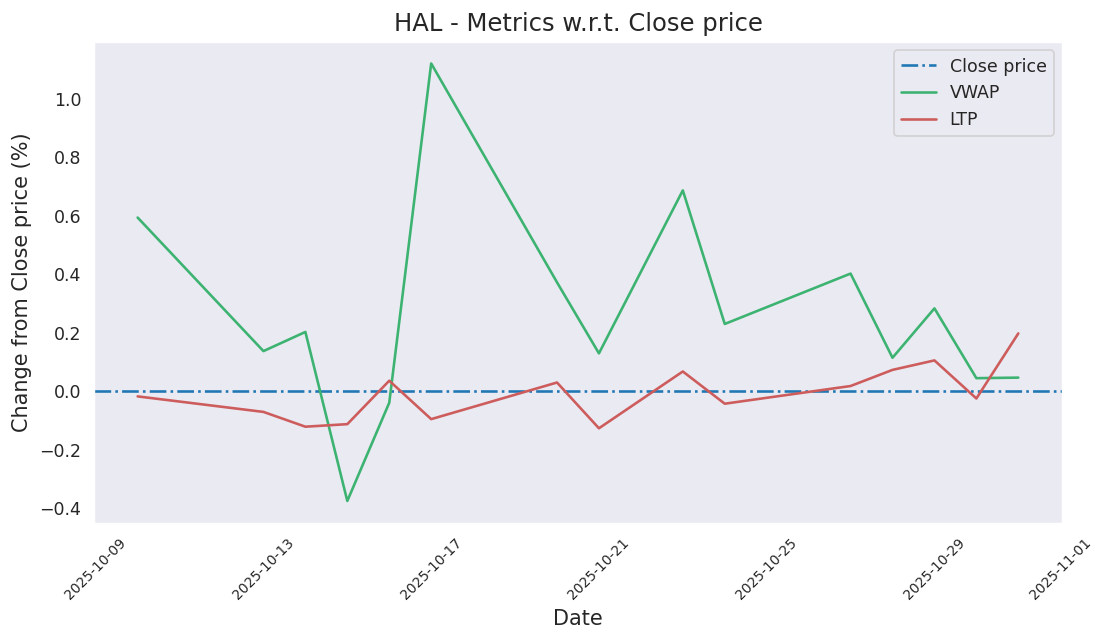 HAL - Metrics w.r.t. Close price
Close price
VWAP
LTP
Change from Close price (%)
1.0
0.8
0.6
0.4
0.2
0.0
−0.2
−0.4
2025-10-09
2025-10-13
2025-10-17
2025-10-21
2025-10-25
2025-10-29
2025-11-01
Date